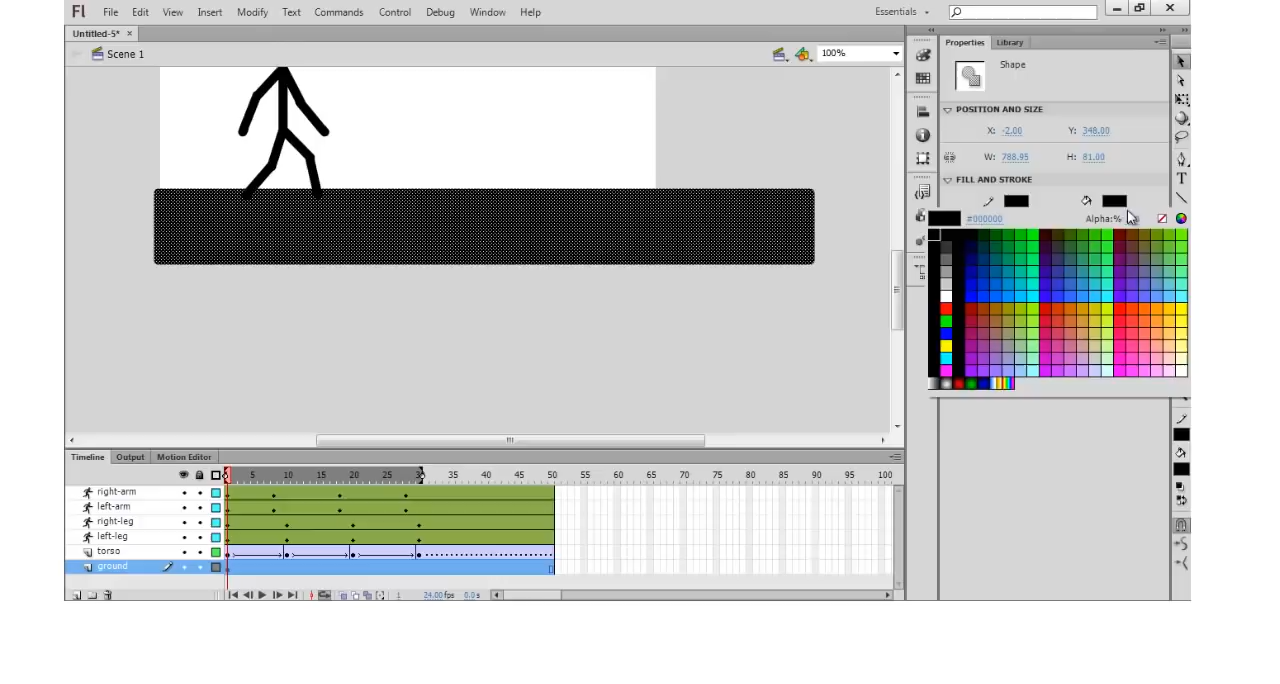 Fl File Edit View Insert Modify Text Commands Control Debug Window Help Essentials
Untitled-5* ×
Scene 1 100%
Properties Library
Shape
POSITION AND SIZE
X: -2.00 Y: 348.00
W: 788.95 H: 81.00
FILL AND STROKE
#000000 Alpha:%
Timeline Output Motion Editor
5 10 15 20 25 30 35 40 45 50 55 60 65 70 75 80 85 90 95 100
right-arm
left-arm
right-leg
left-leg
torso
ground
1 24.00 fps 0.0 s